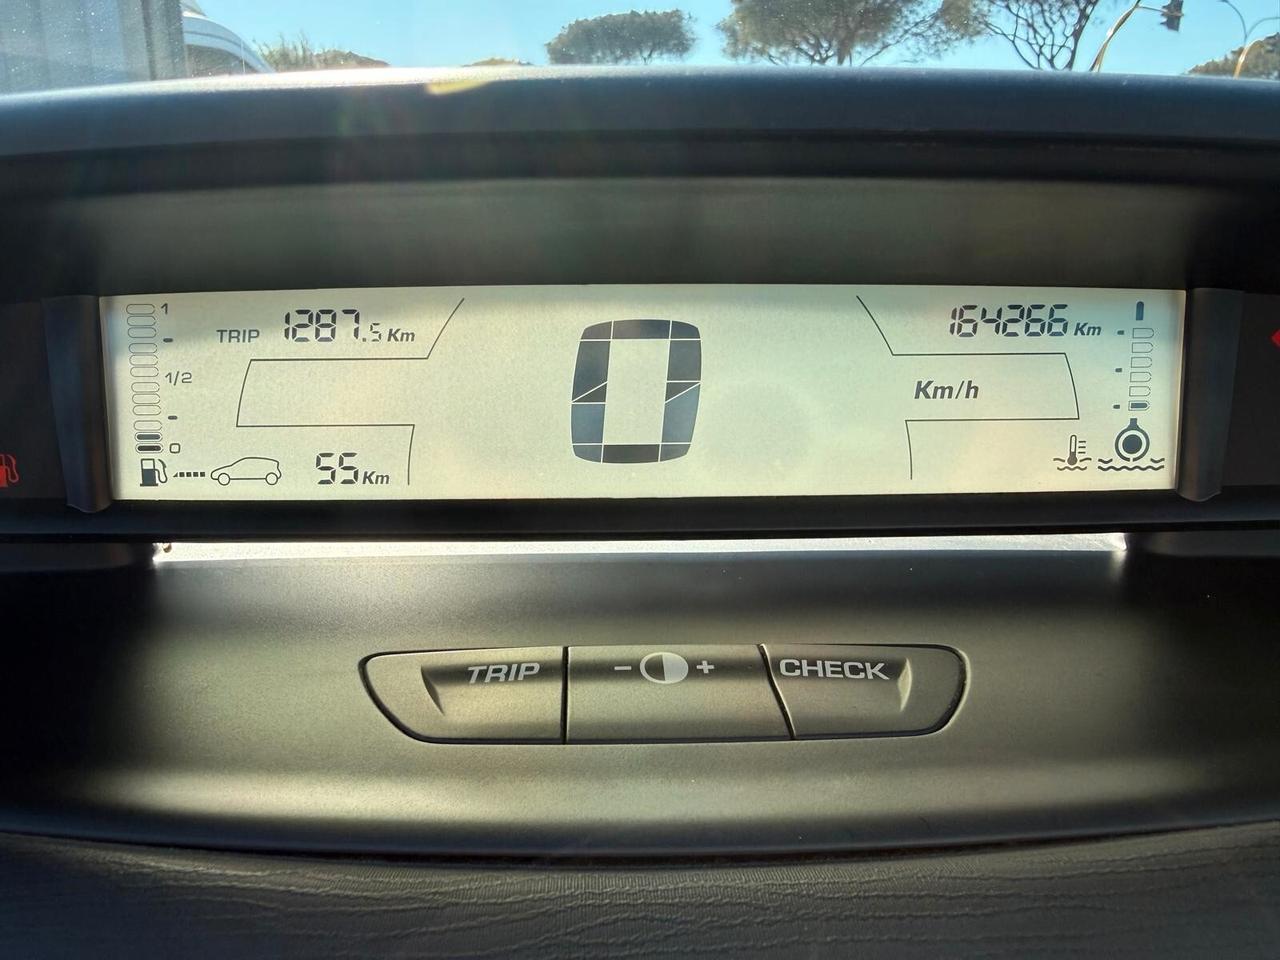 1
TRIP 1287.5 Km
164266 Km
1/2
0
Km/h
0
55 Km
TRIP
- +
CHECK